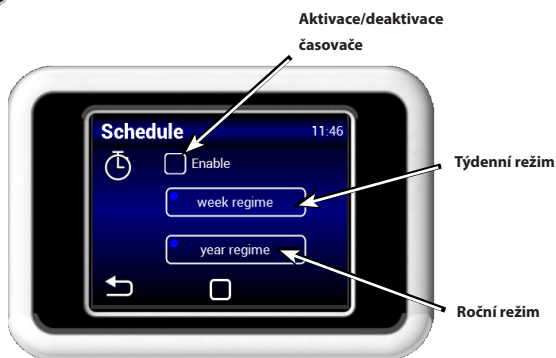 Aktivace/deaktivace
časovače
Schedule 11:46
Enable
week regime
Týdenní režim
year regime
Roční režim